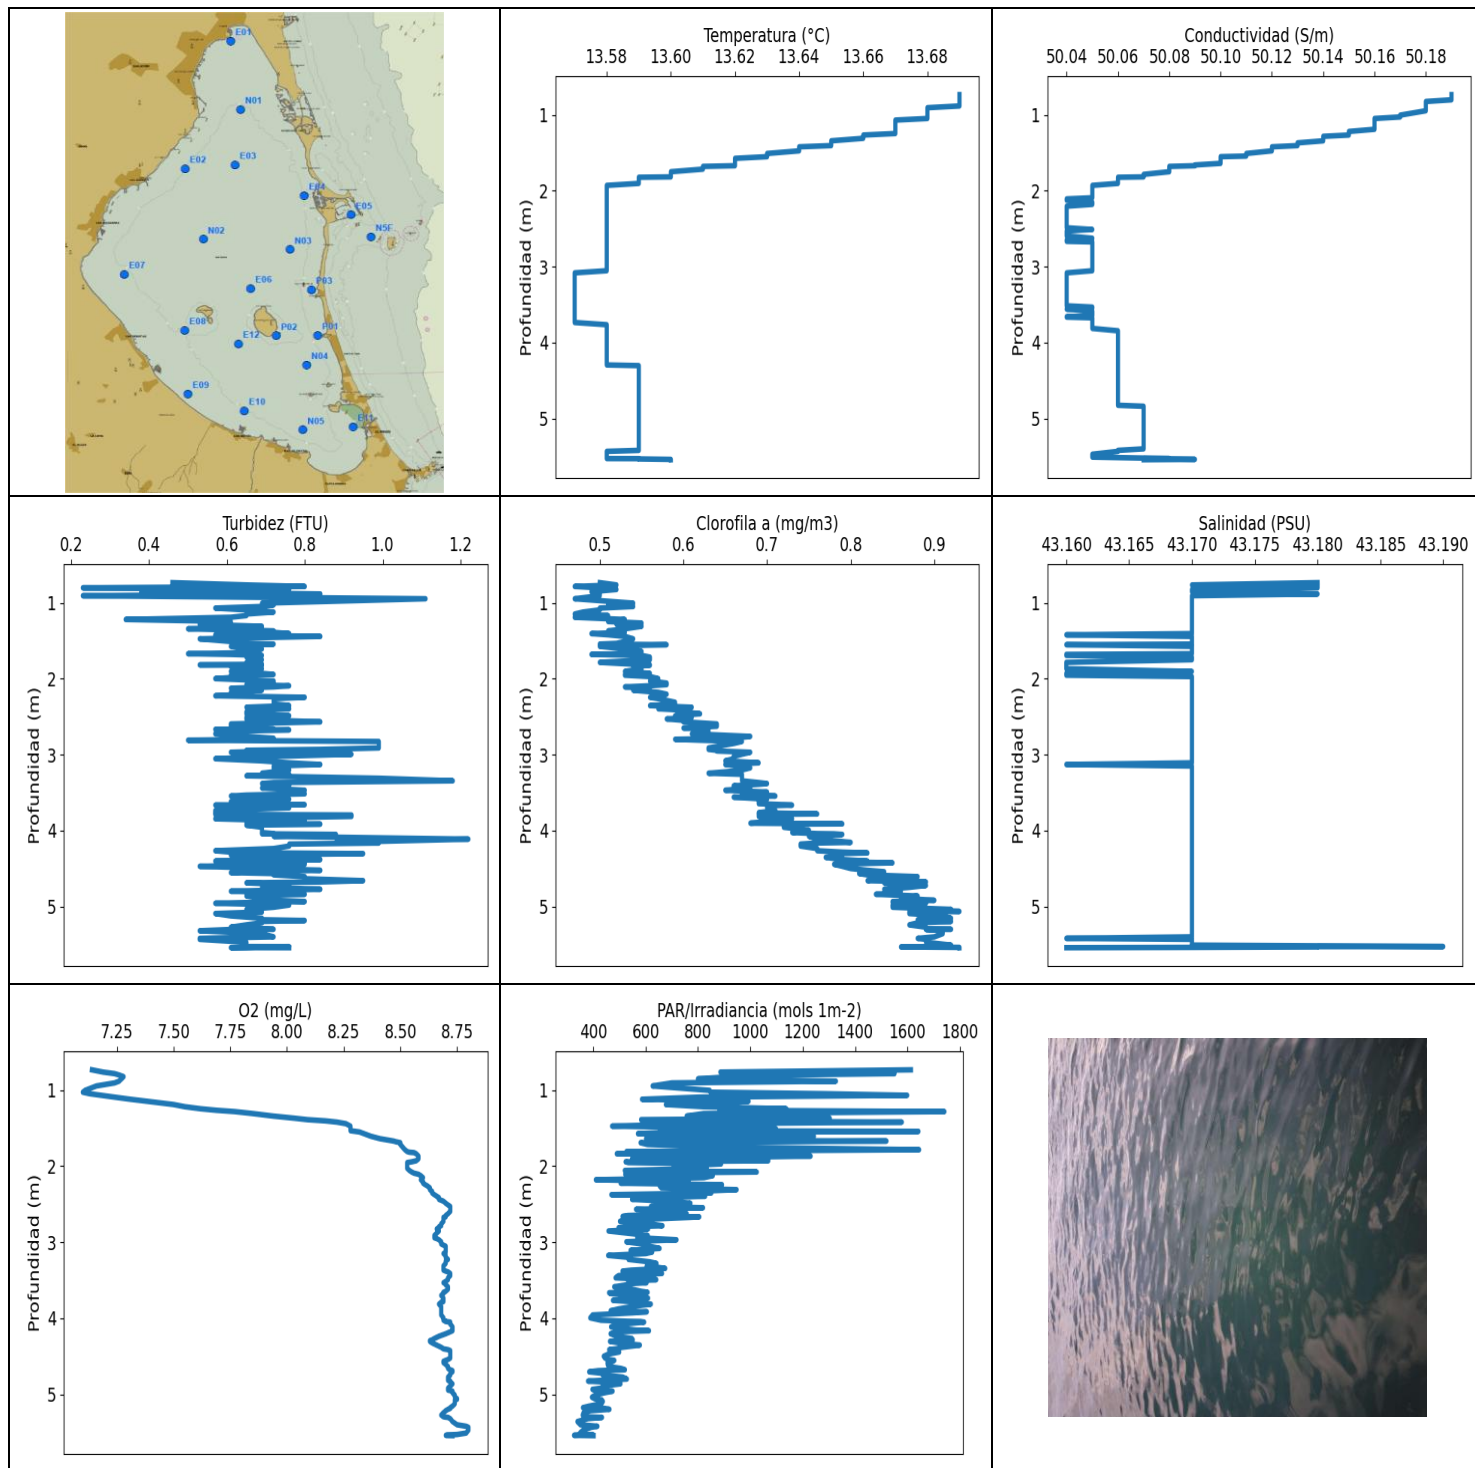 E01
N01
E02
E03
E04
E05
N5F
N02
N03
E07
E06
P03
E08
P02
P01
E12
N04
E09
E10
N05
E11
Temperatura (°C)
13.58 13.60 13.62 13.64 13.66 13.68
Profundidad (m)
1
2
3
4
5
Conductividad (S/m)
50.04 50.06 50.08 50.10 50.12 50.14 50.16 50.18
Profundidad (m)
1
2
3
4
5
Turbidez (FTU)
0.2 0.4 0.6 0.8 1.0 1.2
Profundidad (m)
1
2
3
4
5
Clorofila a (mg/m3)
0.5 0.6 0.7 0.8 0.9
Profundidad (m)
1
2
3
4
5
Salinidad (PSU)
43.160 43.165 43.170 43.175 43.180 43.185 43.190
Profundidad (m)
1
2
3
4
5
O2 (mg/L)
7.25 7.50 7.75 8.00 8.25 8.50 8.75
Profundidad (m)
1
2
3
4
5
PAR/Irradiancia (mols 1m-2)
400 600 800 1000 1200 1400 1600 1800
Profundidad (m)
1
2
3
4
5